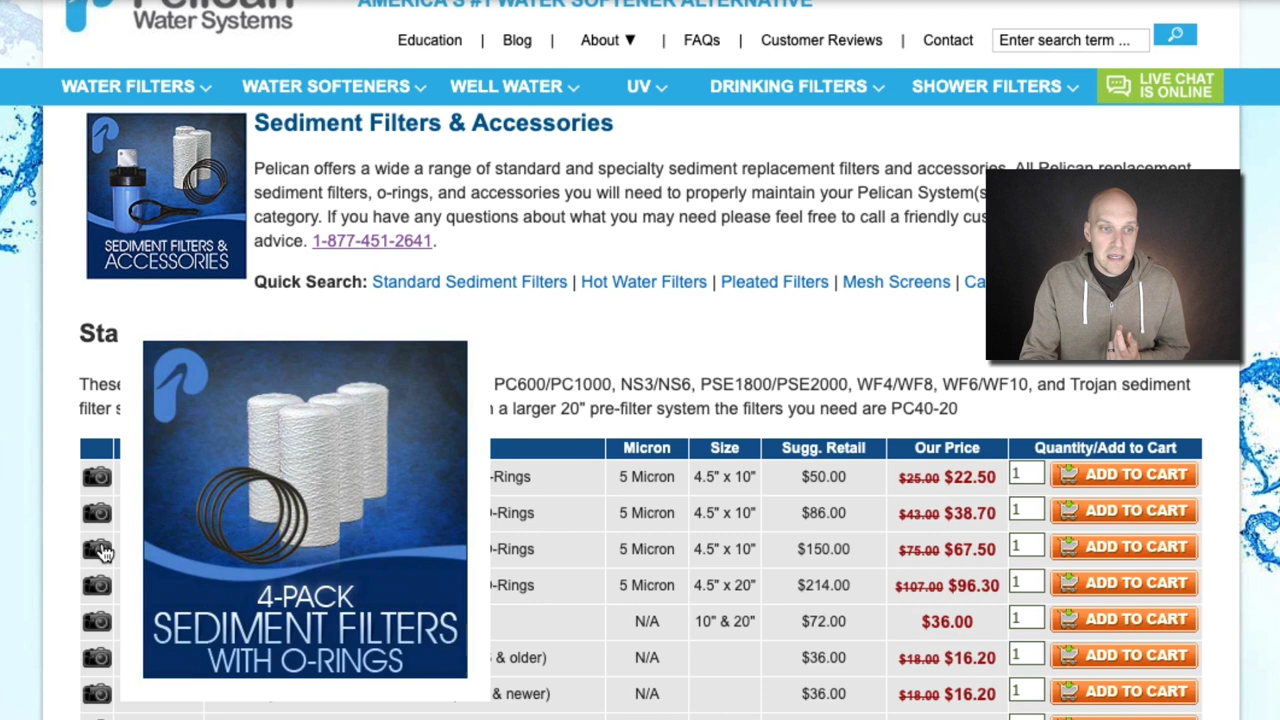 Pelican
Water Systems
AMERICA'S #1 WATER SOFTENER ALTERNATIVE
Education | Blog | About ▼ | FAQs | Customer Reviews | Contact
Enter search term ...
WATER FILTERS WATER SOFTENERS WELL WATER UV DRINKING FILTERS SHOWER FILTERS
LIVE CHAT
IS ONLINE
SEDIMENT FILTERS &
ACCESSORIES
Sediment Filters & Accessories
Pelican offers a wide a range of standard and specialty sediment replacement filters and accessories. All Pelican replacement
sediment filters, o-rings, and accessories you will need to properly maintain your Pelican System(s
category. If you have any questions about what you may need please feel free to call a friendly cus
advice. 1-877-451-2641.
Quick Search: Standard Sediment Filters | Hot Water Filters | Pleated Filters | Mesh Screens | Ca
Sta
These PC600/PC1000, NS3/NS6, PSE1800/PSE2000, WF4/WF8, WF6/WF10, and Trojan sediment
filter s a larger 20" pre-filter system the filters you need are PC40-20
4-PACK
SEDIMENT FILTERS
WITH O-RINGS
Micron Size Sugg. Retail Our Price Quantity/Add to Cart
-Rings 5 Micron 4.5" x 10" $50.00 $25.00 $22.50 1 ADD TO CART
-Rings 5 Micron 4.5" x 10" $86.00 $43.00 $38.70 1 ADD TO CART
-Rings 5 Micron 4.5" x 10" $150.00 $75.00 $67.50 1 ADD TO CART
-Rings 5 Micron 4.5" x 20" $214.00 $107.00 $96.30 1 ADD TO CART
N/A 10" & 20" $72.00 $36.00 1 ADD TO CART
& older) N/A $36.00 $18.00 $16.20 1 ADD TO CART
& newer) N/A $36.00 $18.00 $16.20 1 ADD TO CART